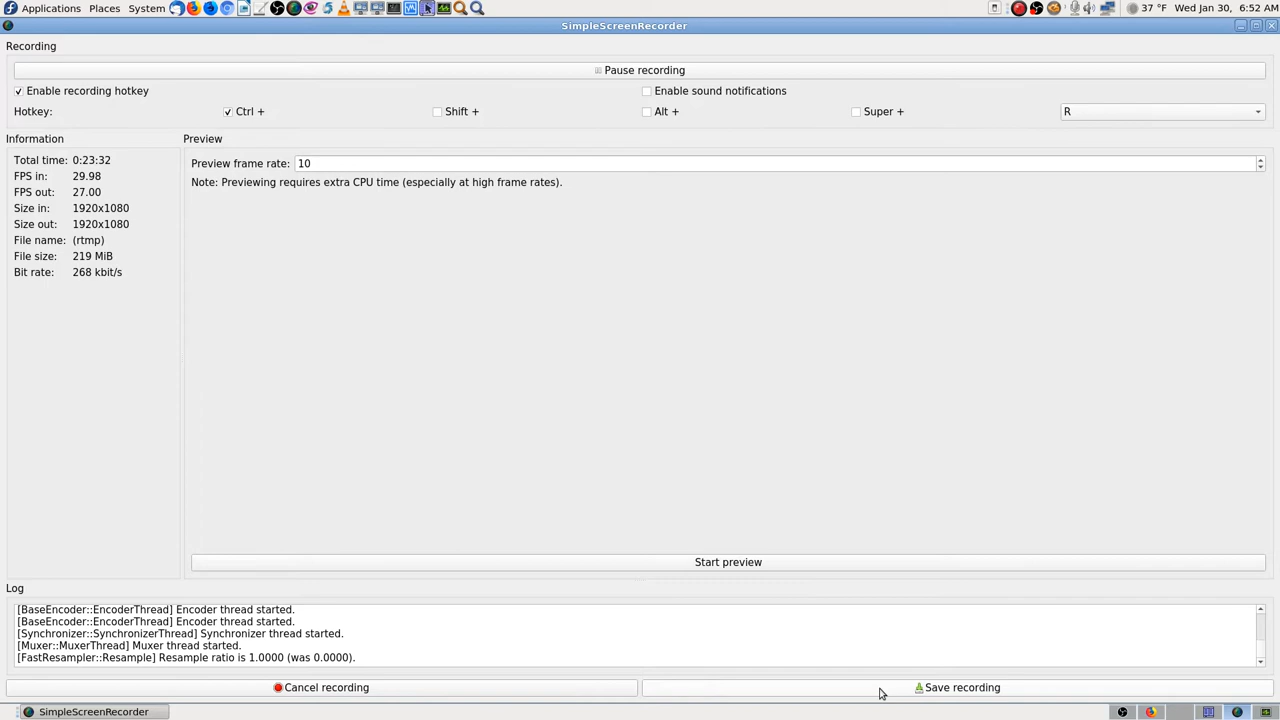 Applications Places System 37 °F Wed Jan 30, 6:52 AM
SimpleScreenRecorder
Recording
Pause recording
Enable recording hotkey Enable sound notifications
Hotkey: Ctrl + Shift + Alt + Super + R
Information
Total time: 0:23:32
FPS in: 29.98
FPS out: 27.00
Size in: 1920x1080
Size out: 1920x1080
File name: (rtmp)
File size: 219 MiB
Bit rate: 268 kbit/s
Preview
Preview frame rate: 10
Note: Previewing requires extra CPU time (especially at high frame rates).
Start preview
Log
[BaseEncoder::EncoderThread] Encoder thread started.
[BaseEncoder::EncoderThread] Encoder thread started.
[Synchronizer::SynchronizerThread] Synchronizer thread started.
[Muxer::MuxerThread] Muxer thread started.
[FastResampler::Resample] Resample ratio is 1.0000 (was 0.0000).
Cancel recording Save recording
SimpleScreenRecorder